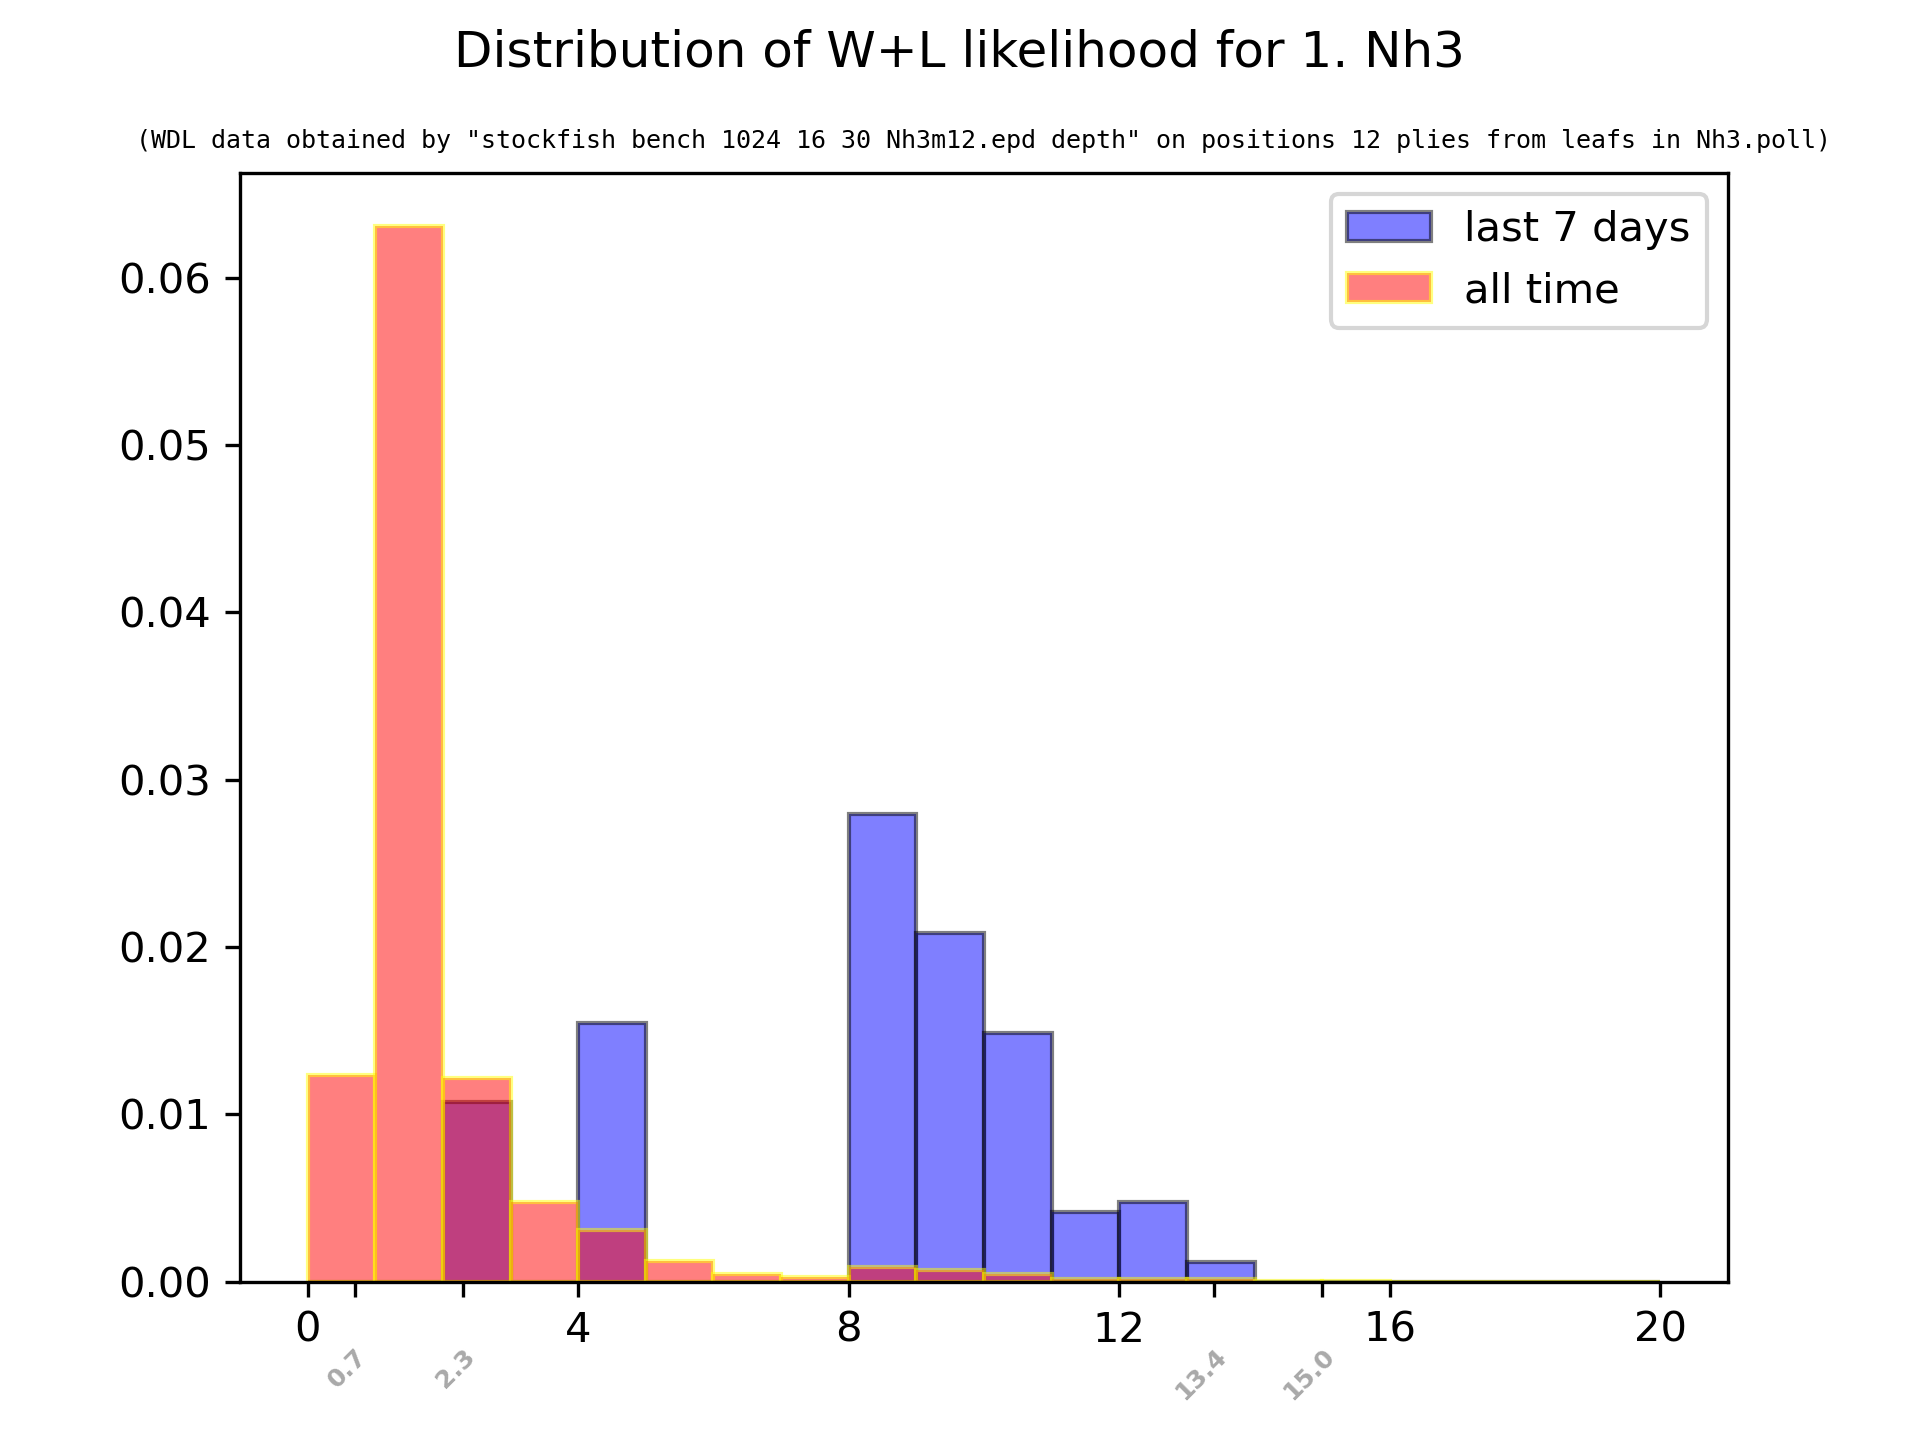 Distribution of W+L likelihood for 1. Nh3
(WDL data obtained by "stockfish bench 1024 16 30 Nh3m12.epd depth" on positions 12 plies from leafs in Nh3.poll)
last 7 days
all time
0.06
0.05
0.04
0.03
0.02
0.01
0.00
0 4 8 12 16 20
0.7 2.3 13.4 15.0